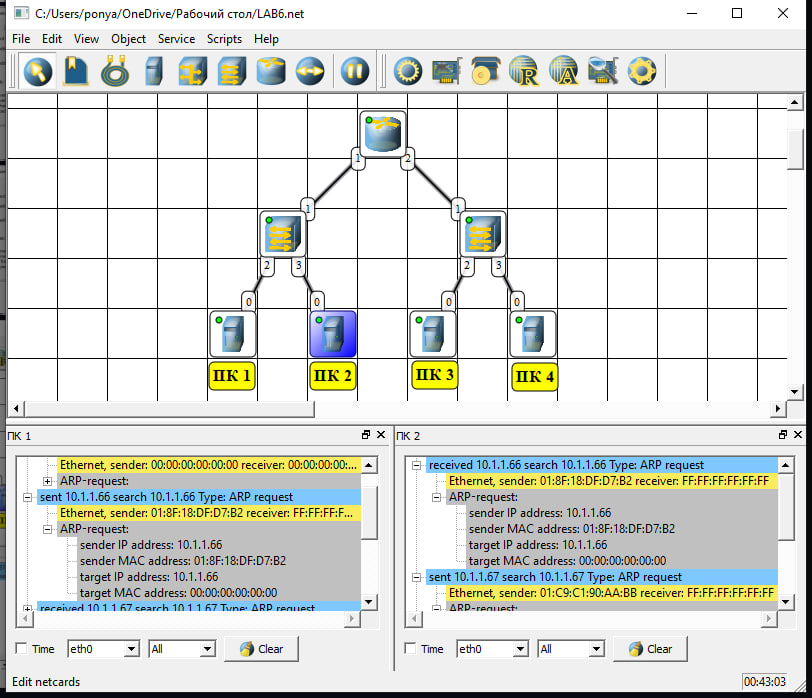 C:/Users/ponya/OneDrive/Рабочий стол/LAB6.net
File Edit View Object Service Scripts Help
R A
1 2
1 1
2 3 2 3
0 0 0 0
ПК 1 ПК 2 ПК 3 ПК 4
ПК 1
Ethernet, sender: 00:00:00:00:00:00 receiver: 00:00:00:00:...
ARP-request:
sent 10.1.1.66 search 10.1.1.66 Type: ARP request
Ethernet, sender: 01:8F:18:DF:D7:B2 receiver: FF:FF:FF:F...
ARP-request:
sender IP address: 10.1.1.66
sender MAC address: 01:8F:18:DF:D7:B2
target IP address: 10.1.1.66
target MAC address: 00:00:00:00:00:00
received 10.1.1.67 search 10.1.1.67 Type: ARP request
Time eth0 All Clear
ПК 2
received 10.1.1.66 search 10.1.1.66 Type: ARP request
Ethernet, sender: 01:8F:18:DF:D7:B2 receiver: FF:FF:FF:FF:FF:FF
ARP-request:
sender IP address: 10.1.1.66
sender MAC address: 01:8F:18:DF:D7:B2
target IP address: 10.1.1.66
target MAC address: 00:00:00:00:00:00
sent 10.1.1.67 search 10.1.1.67 Type: ARP request
Ethernet, sender: 01:C9:C1:90:AA:BB receiver: FF:FF:FF:FF:FF:FF
ARP-request:
Time eth0 All Clear
Edit netcards 00:43:03